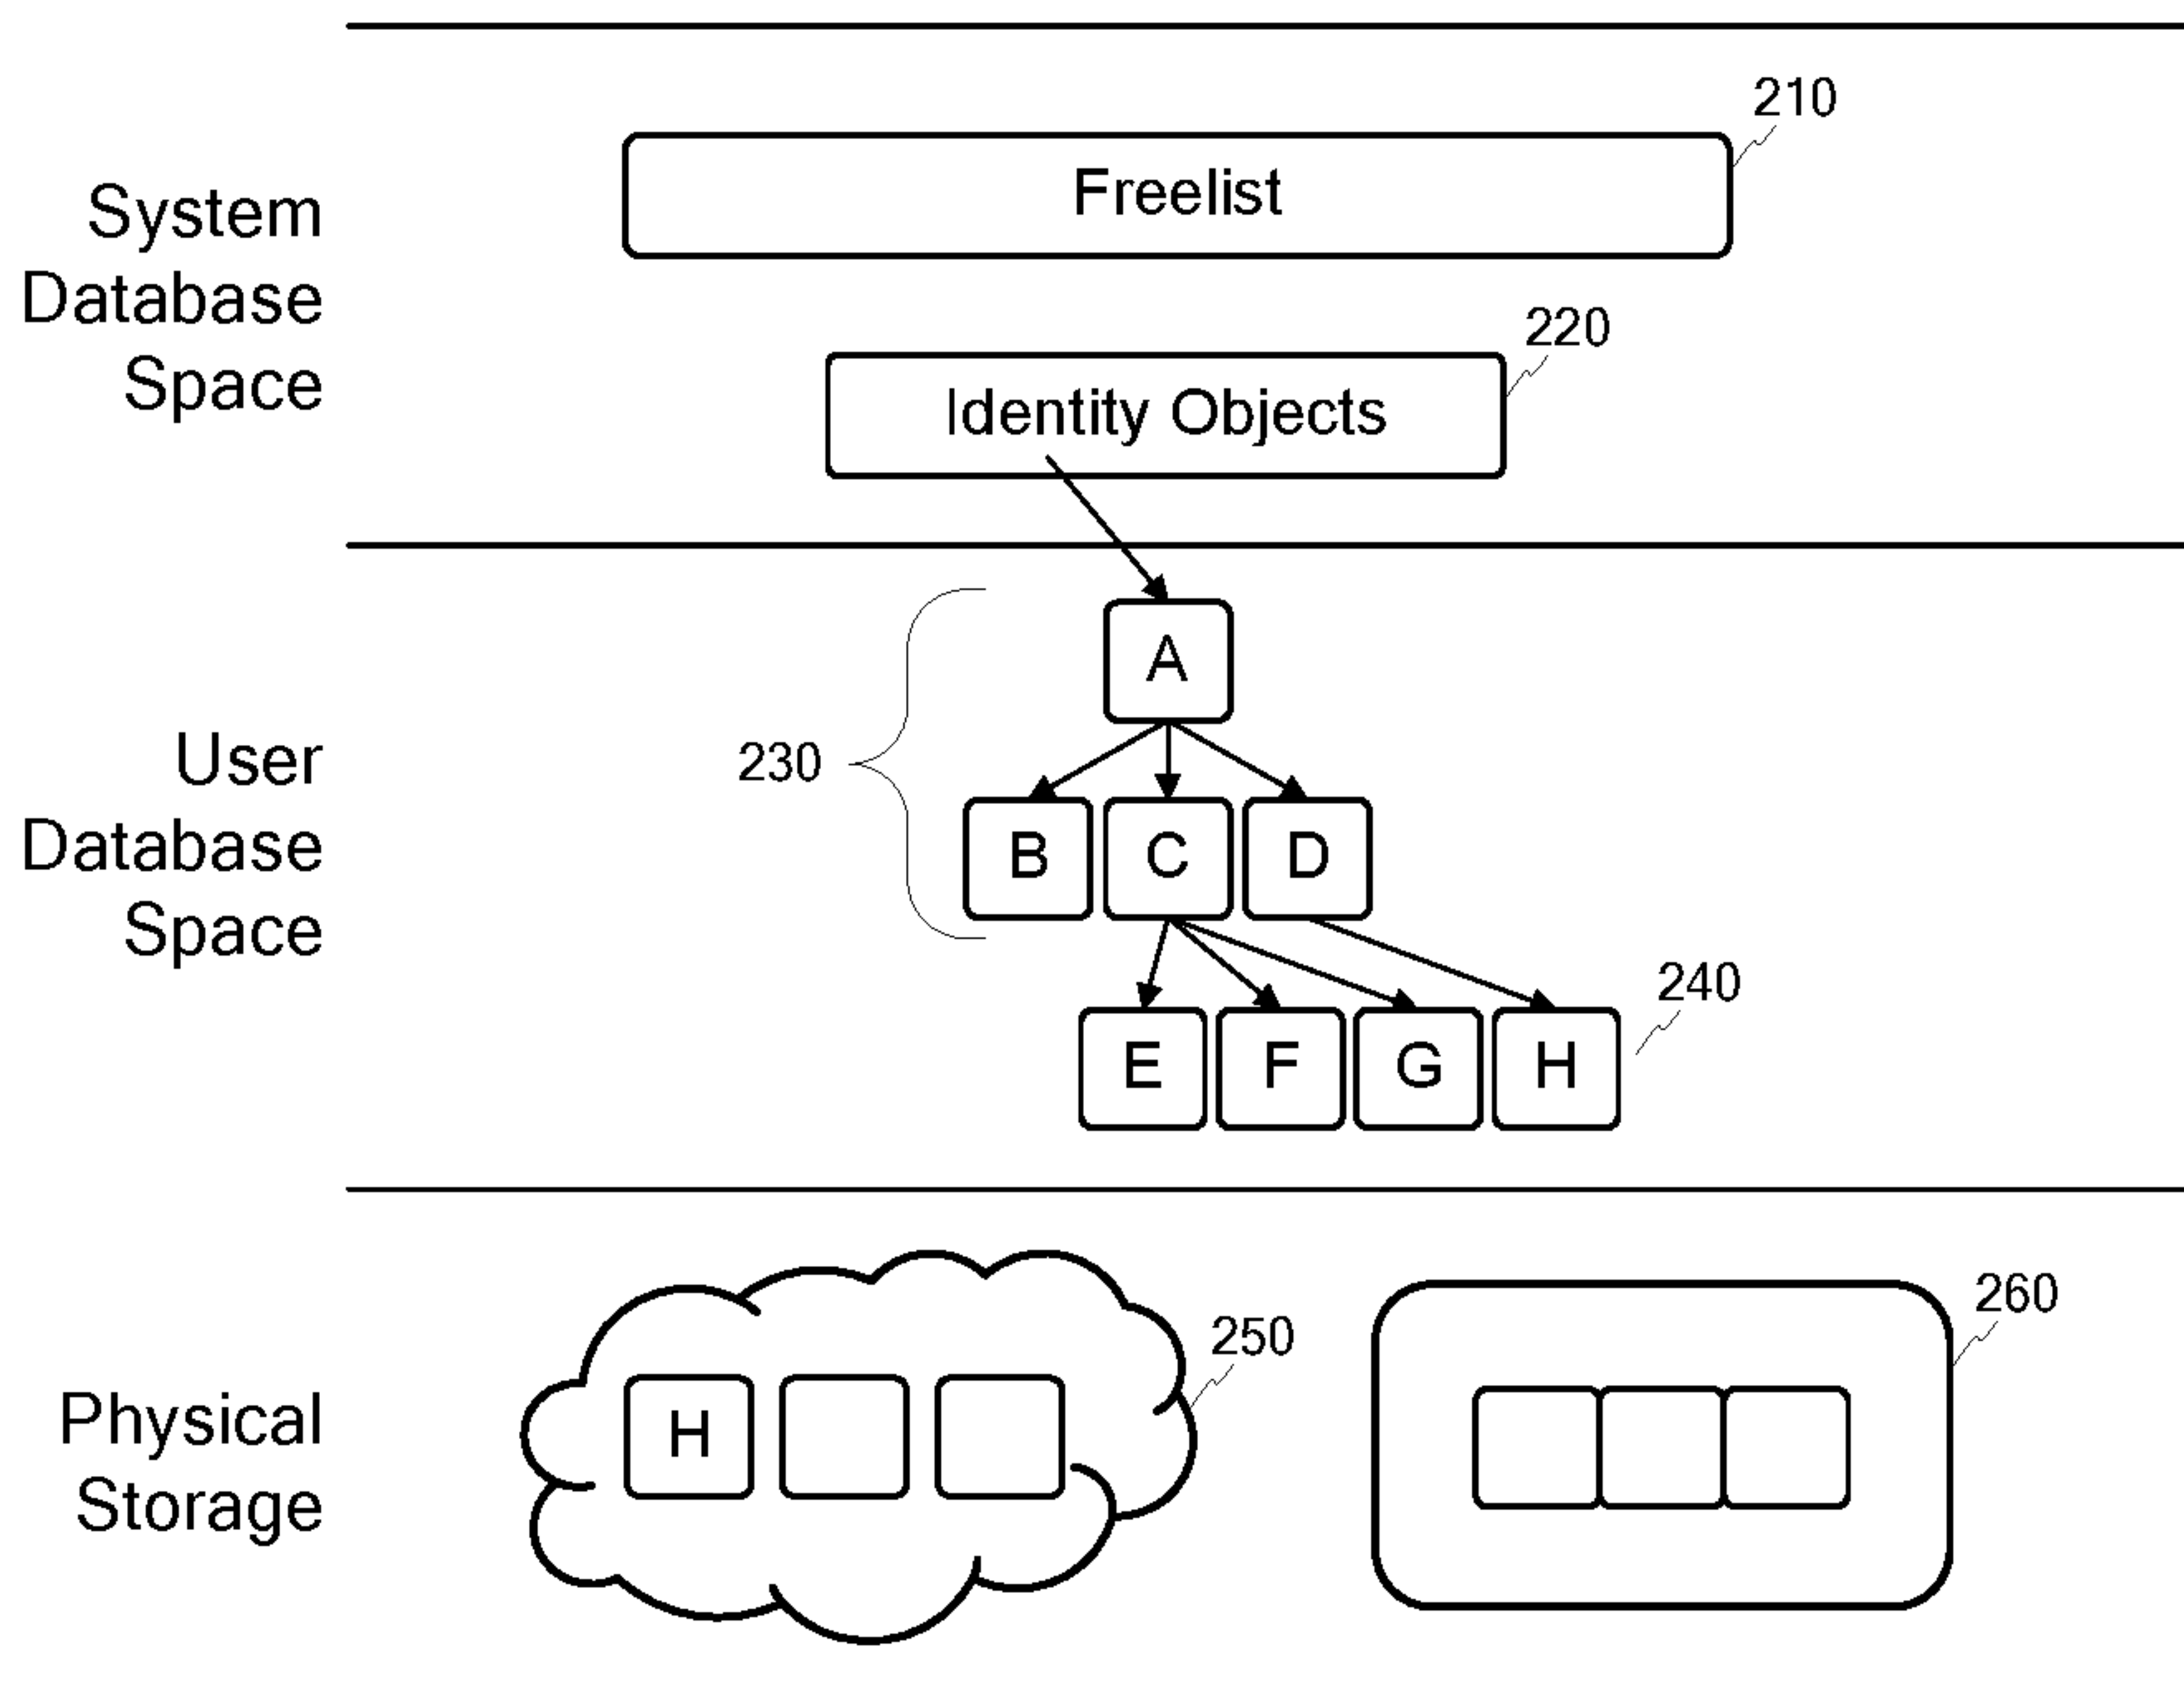 210
Freelist
System
Database
Space
220
Identity Objects
A
User
Database
Space
230
B C D
240
E F G H
260
250
H
Physical
Storage